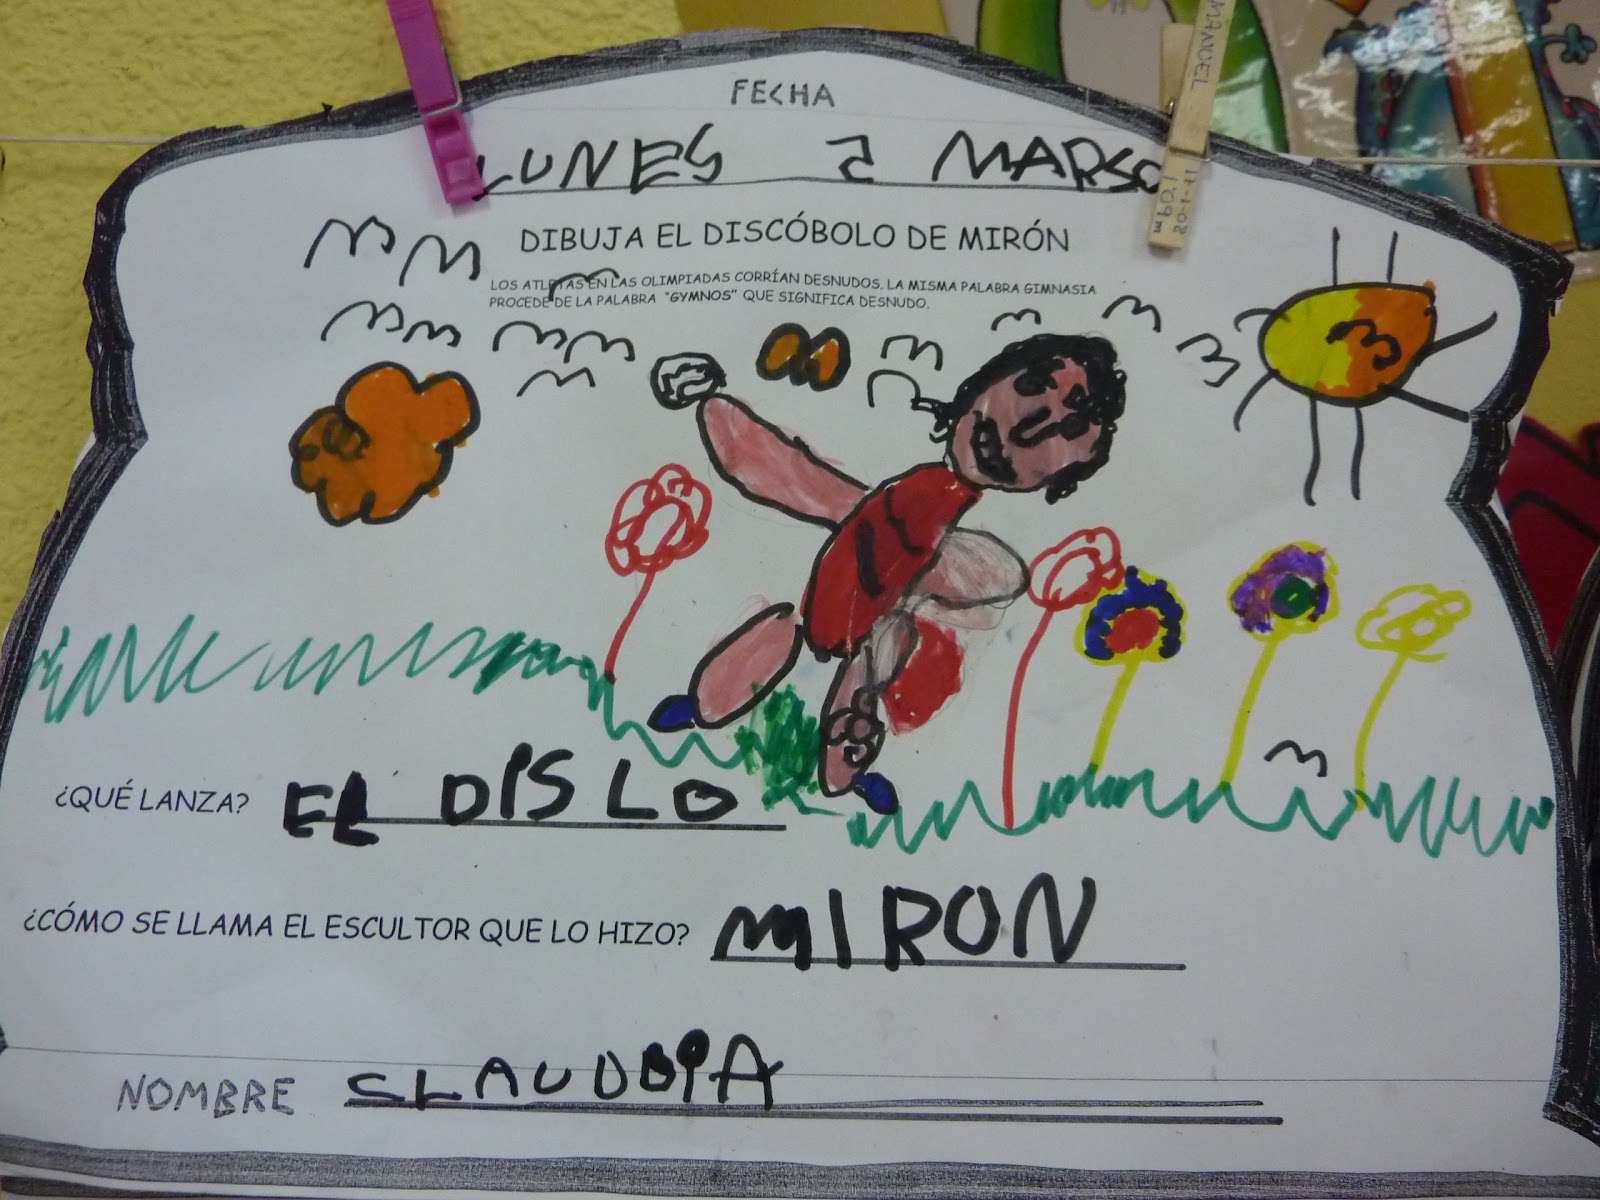 FECHA
LUNES 2 MARSO
DIBUJA EL DISCÓBOLO DE MIRÓN
LOS ATLETAS EN LAS OLIMPIADAS CORRÍAN DESNUDOS. LA MISMA PALABRA GIMNASIA
PROCEDE DE LA PALABRA "GYMNOS" QUE SIGNIFICA DESNUDO.
¿QUÉ LANZA? EL DISLO
¿CÓMO SE LLAMA EL ESCULTOR QUE LO HIZO? MIRON
NOMBRE CLAUDIA
MANUEL